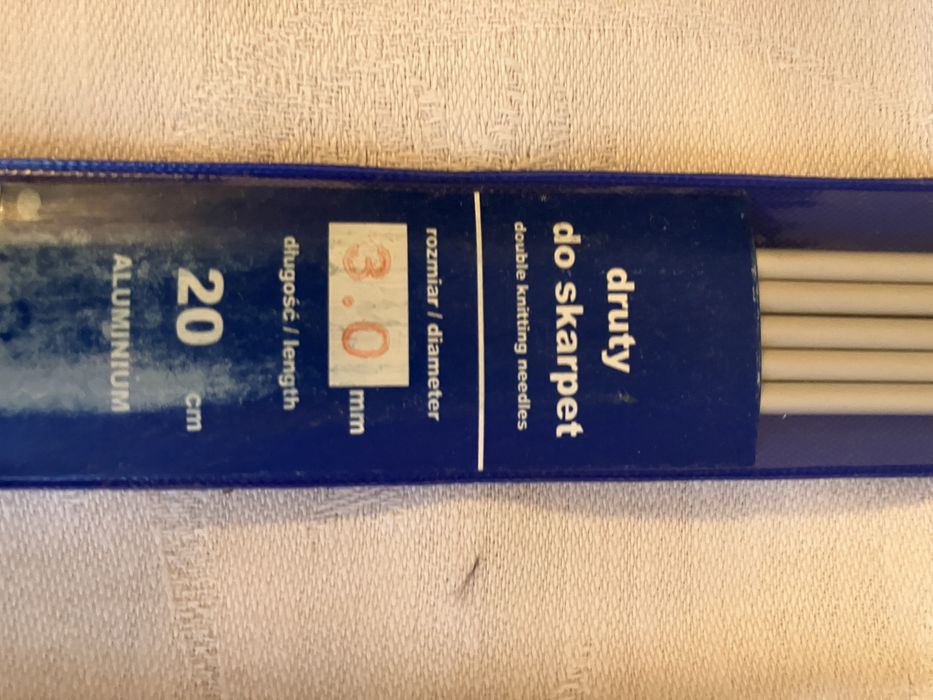 druty
do skarpet
double knitting needles
rozmiar / diameter
3.0 mm
długość / length
20 cm
ALUMINIUM